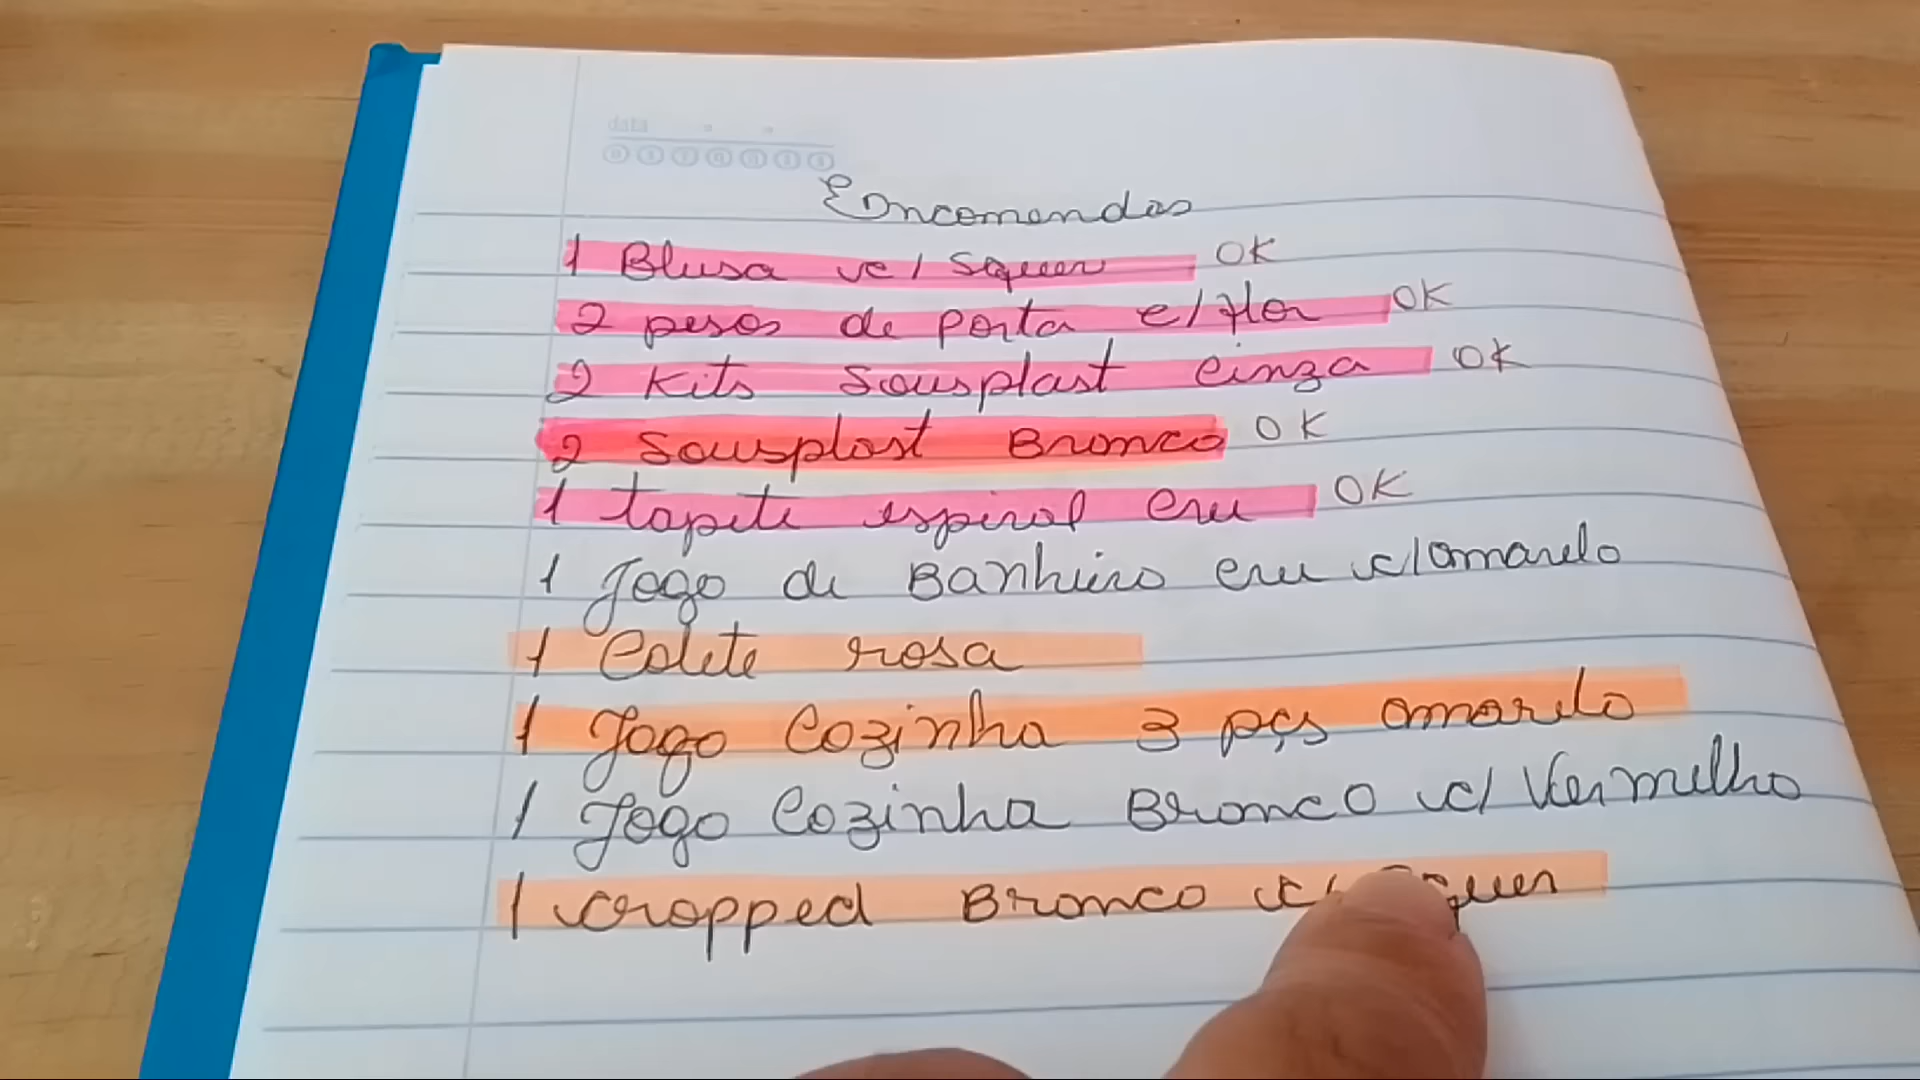 data
Encomendas
1 Blusa c/ Squer OK
2 pesos de porta c/ flor OK
2 Kits Sousplast Cinza OK
2 Sousplast Branco OK
1 tapete espiral cru OK
1 Jogo de Banheiro cru c/ amarelo
1 Colete rosa
1 Jogo Cozinha 3 pçs amarelo
1 Jogo Cozinha Branco c/ Vermelho
1 cropped Branco c/